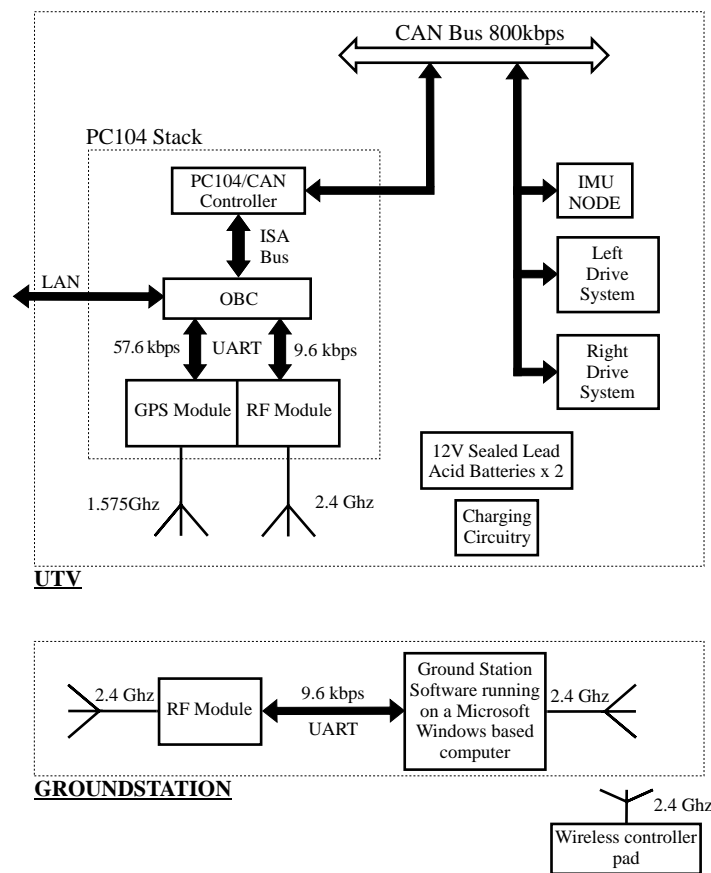 CAN Bus 800kbps
PC104 Stack
PC104/CAN
Controller
IMU
NODE
ISA
Bus
Left
Drive
System
LAN
OBC
57.6 kbps
UART
9.6 kbps
Right
Drive
System
GPS Module
RF Module
12V Sealed Lead
Acid Batteries x 2
1.575Ghz
2.4 Ghz
Charging
Circuitry
UTV
2.4 Ghz
RF Module
9.6 kbps
UART
Ground Station
Software running
on a Microsoft
Windows based
computer
2.4 Ghz
GROUNDSTATION
2.4 Ghz
Wireless controller
pad